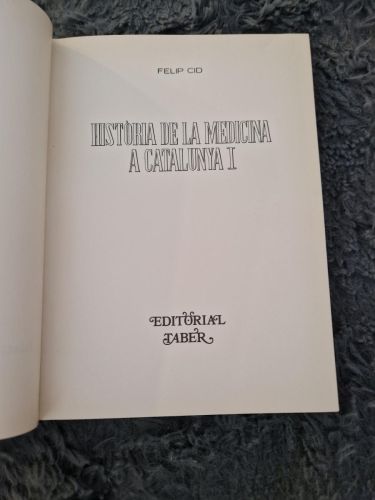 FELIP CID
HISTÒRIA DE LA MEDICINA
A CATALUNYA I
EDITORIAL
TABER